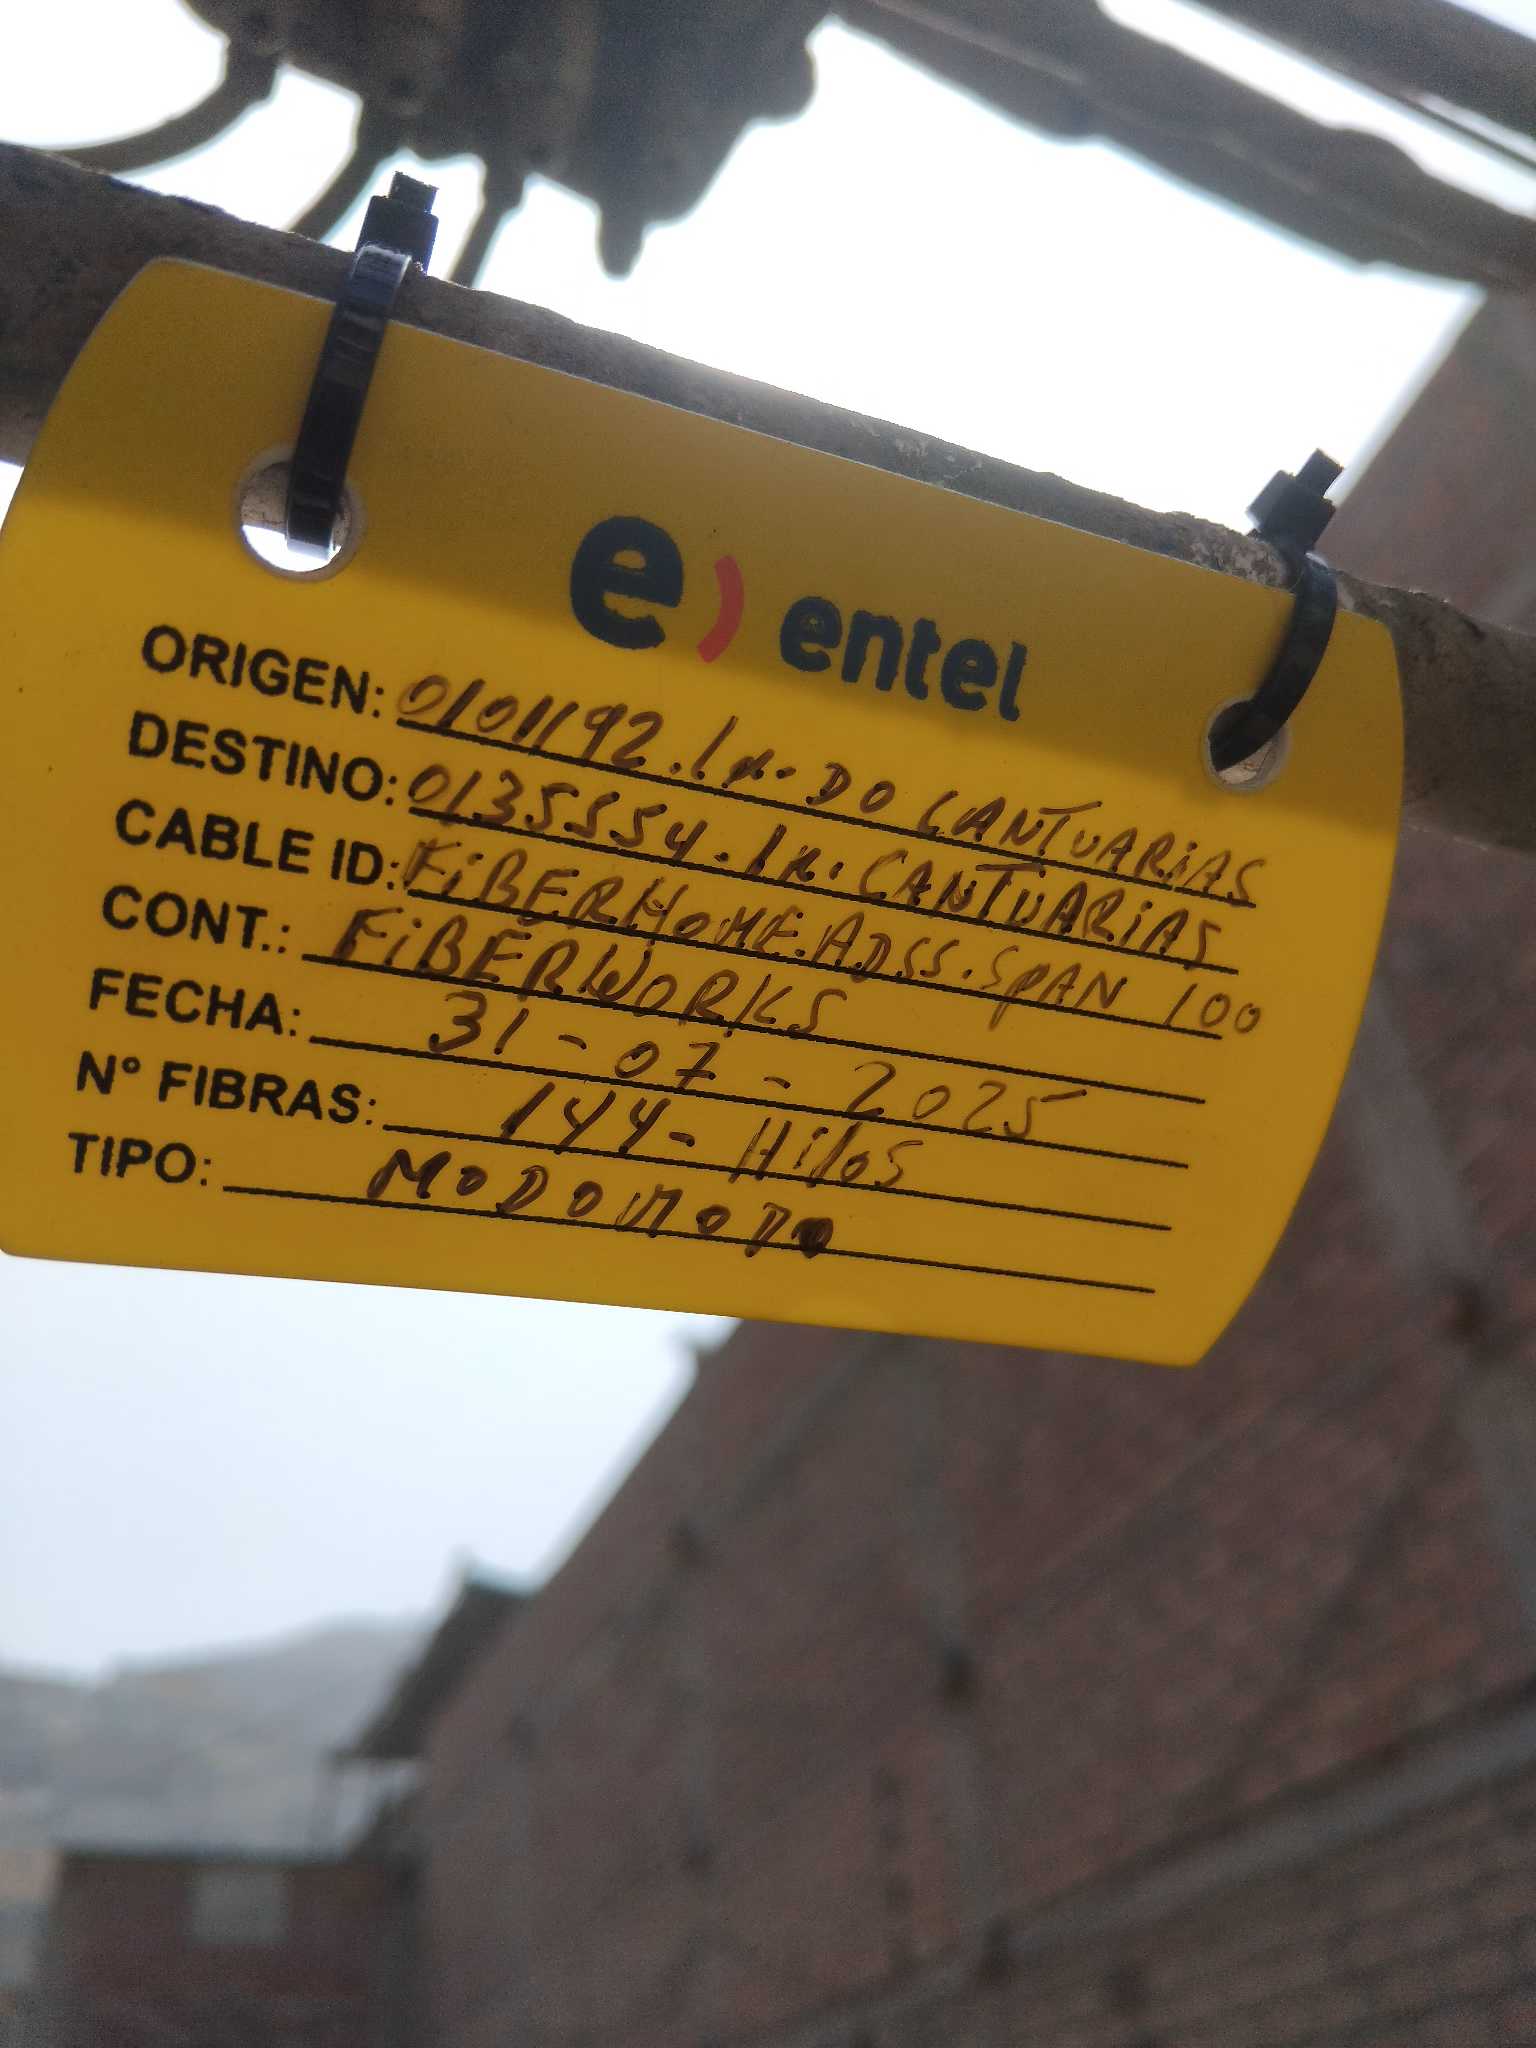 e) entel
ORIGEN: 0101192.LM.DO CANTUARIAS
DESTINO: 0135554.LM.CANTUARIAS
CABLE ID: FiBERHOME.ADSS.SPAN 100
CONT.: FiBERWORKS
FECHA: 31-07-2025
N° FIBRAS: 144-Hilos
TIPO: MODOMODO